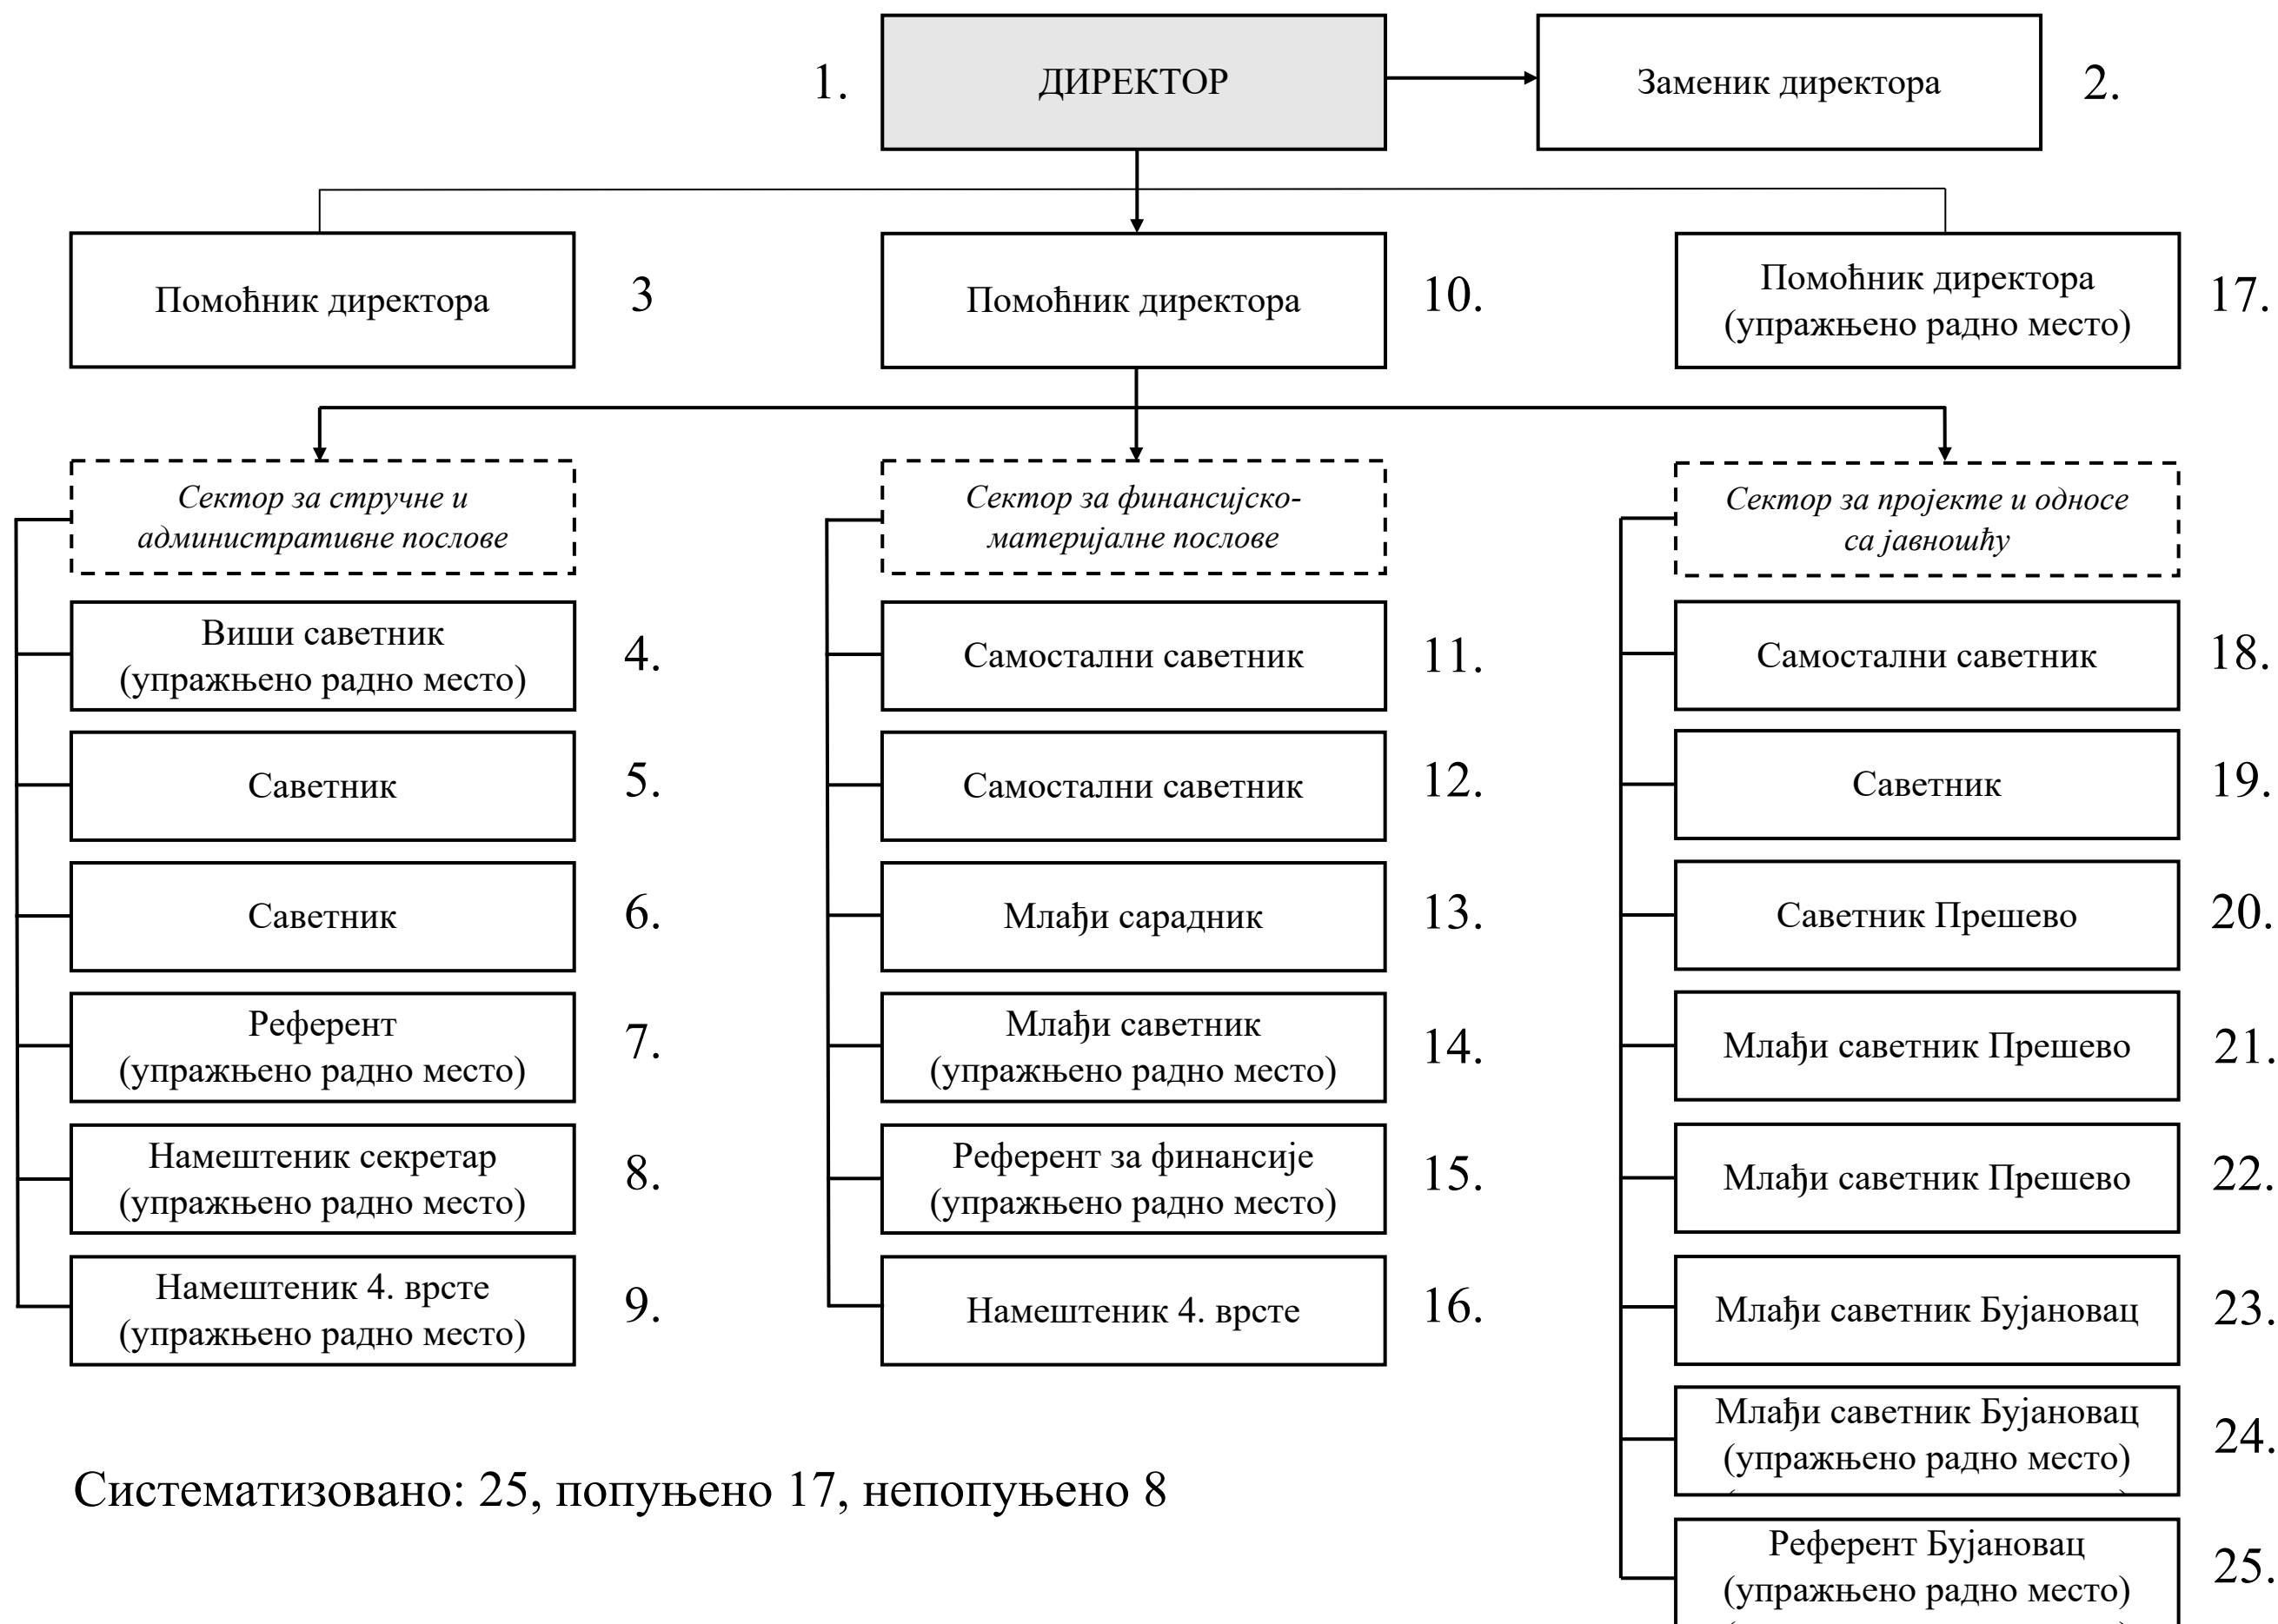 1.
ДИРЕКТОР
Заменик директора
2.
Помоћник директора
3
Помоћник директора
10.
Помоћник директора
(упражњено радно место)
17.
Сектор за стручне и
административне послове
Сектор за финансијско-
материјалне послове
Сектор за пројекте и односе
са јавношћу
Виши саветник
(упражњено радно место)
4.
Саветник
5.
Саветник
6.
Референт
(упражњено радно место)
7.
Намештеник секретар
(упражњено радно место)
8.
Намештеник 4. врсте
(упражњено радно место)
9.
Самостални саветник
11.
Самостални саветник
12.
Млађи сарадник
13.
Млађи саветник
(упражњено радно место)
14.
Референт за финансије
(упражњено радно место)
15.
Намештеник 4. врсте
16.
Самостални саветник
18.
Саветник
19.
Саветник Прешево
20.
Млађи саветник Прешево
21.
Млађи саветник Прешево
22.
Млађи саветник Бујановац
23.
Млађи саветник Бујановац
(упражњено радно место)
24.
Референт Бујановац
(упражњено радно место)
25.
Систематизовано: 25, попуњено 17, непопуњено 8